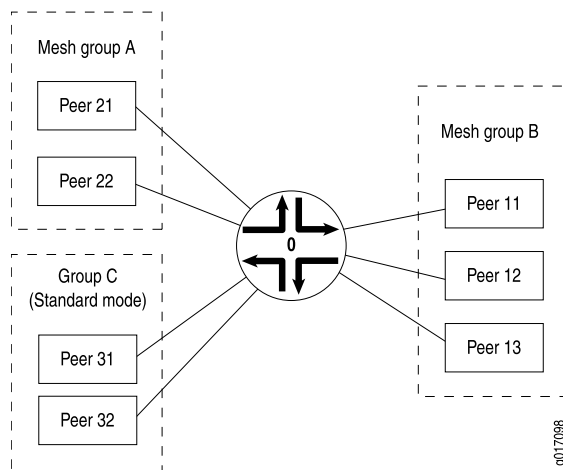 Mesh group A
Peer 21
Peer 22
Group C
(Standard mode)
Peer 31
Peer 32
0
Mesh group B
Peer 11
Peer 12
Peer 13
g017098